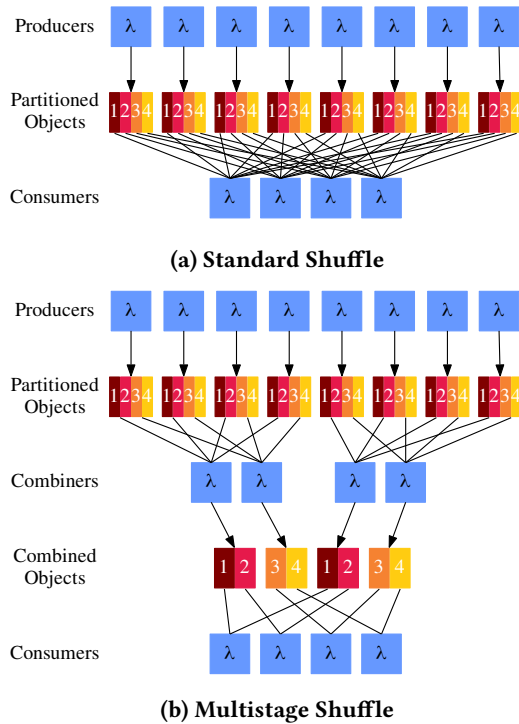 Producers λ λ λ λ λ λ λ λ
Partitioned
Objects
1234 1234 1234 1234 1234 1234 1234 1234
Consumers λ λ λ λ
(a) Standard Shuffle
Producers λ λ λ λ λ λ λ λ
Partitioned
Objects
1234 1234 1234 1234 1234 1234 1234 1234
Combiners λ λ λ λ
Combined
Objects
1 2 3 4 1 2 3 4
Consumers λ λ λ λ
(b) Multistage Shuffle